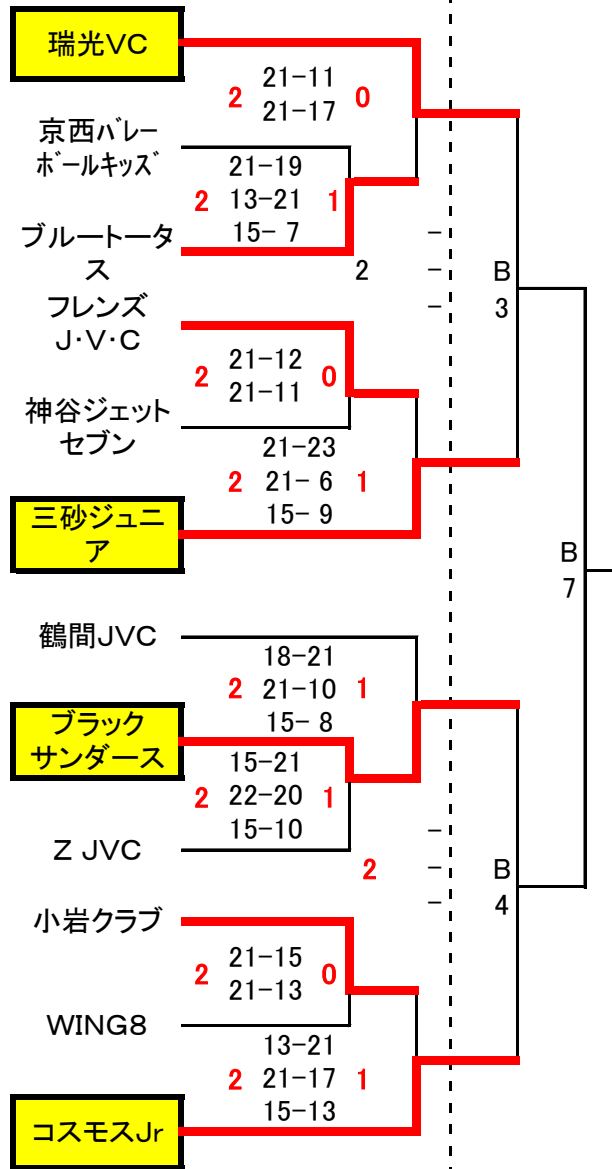 瑞光VC
21-11
2 0
21-17
京西バレー
ボールキッズ
21-19
2 13-21 1
15- 7
ブルートータ
ス
-
2 - B
- 3
フレンズ
J・V・C
21-12
2 0
21-11
神谷ジェット
セブン
21-23
2 21- 6 1
15- 9
三砂ジュニ
ア
B
7
鶴間JVC
18-21
2 21-10 1
15- 8
ブラック
サンダース
15-21
2 22-20 1
15-10
Z JVC
-
2 - B
- 4
小岩クラブ
21-15
2 0
21-13
WING8
13-21
2 21-17 1
15-13
コスモスJr